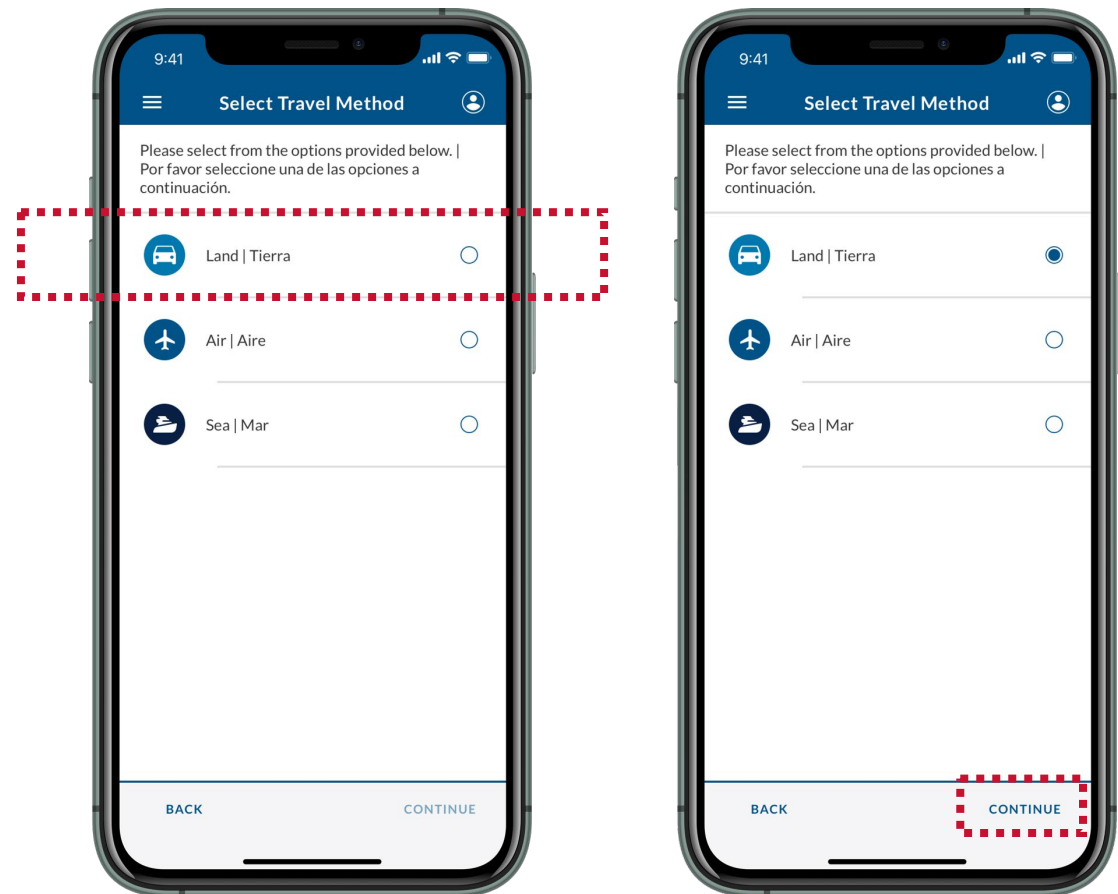 9:41
Select Travel Method
Please select from the options provided below. |
Por favor seleccione una de las opciones a
continuación.
Land | Tierra
Air | Aire
Sea | Mar
BACK CONTINUE
9:41
Select Travel Method
Please select from the options provided below. |
Por favor seleccione una de las opciones a
continuación.
Land | Tierra
Air | Aire
Sea | Mar
BACK CONTINUE